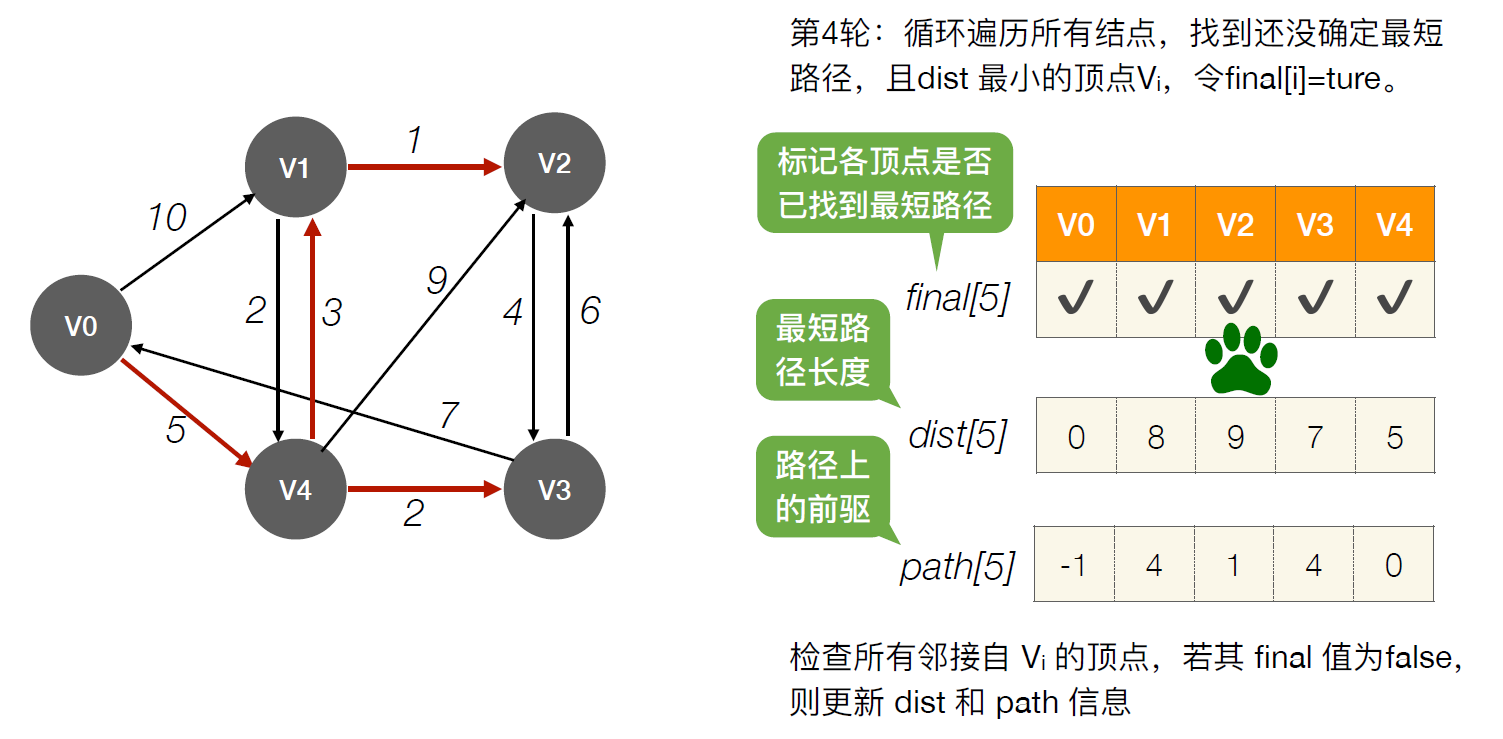 第4轮：循环遍历所有结点，找到还没确定最短
路径，且dist 最小的顶点Vi，令final[i]=ture。
标记各顶点是否
已找到最短路径
V0 V1 V2 V3 V4
final[5] ✓ ✓ ✓ ✓ ✓
最短路
径长度
dist[5] 0 8 9 7 5
路径上
的前驱
path[5] -1 4 1 4 0
检查所有邻接自 Vi 的顶点，若其 final 值为false，
则更新 dist 和 path 信息
V1
1
V2
10
9
2
3
4
6
V0
7
5
V4
2
V3